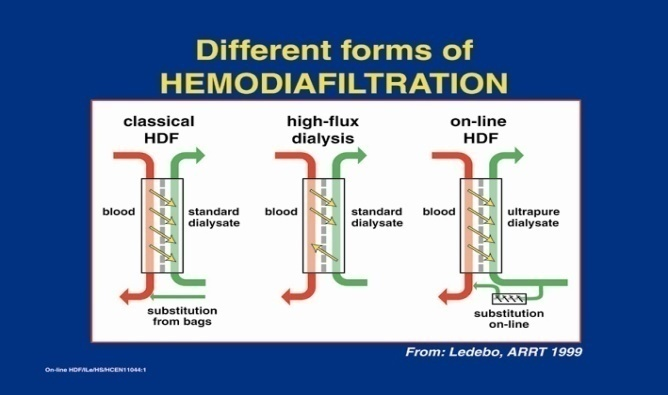 Different forms of
HEMODIAFILTRATION
classical
HDF
high-flux
dialysis
on-line
HDF
blood
standard
dialysate
blood
standard
dialysate
blood
ultrapure
dialysate
substitution
from bags
substitution
on-line
From: Ledebo, ARRT 1999
On-line HDF/ILe/HS/HCEN11044:1